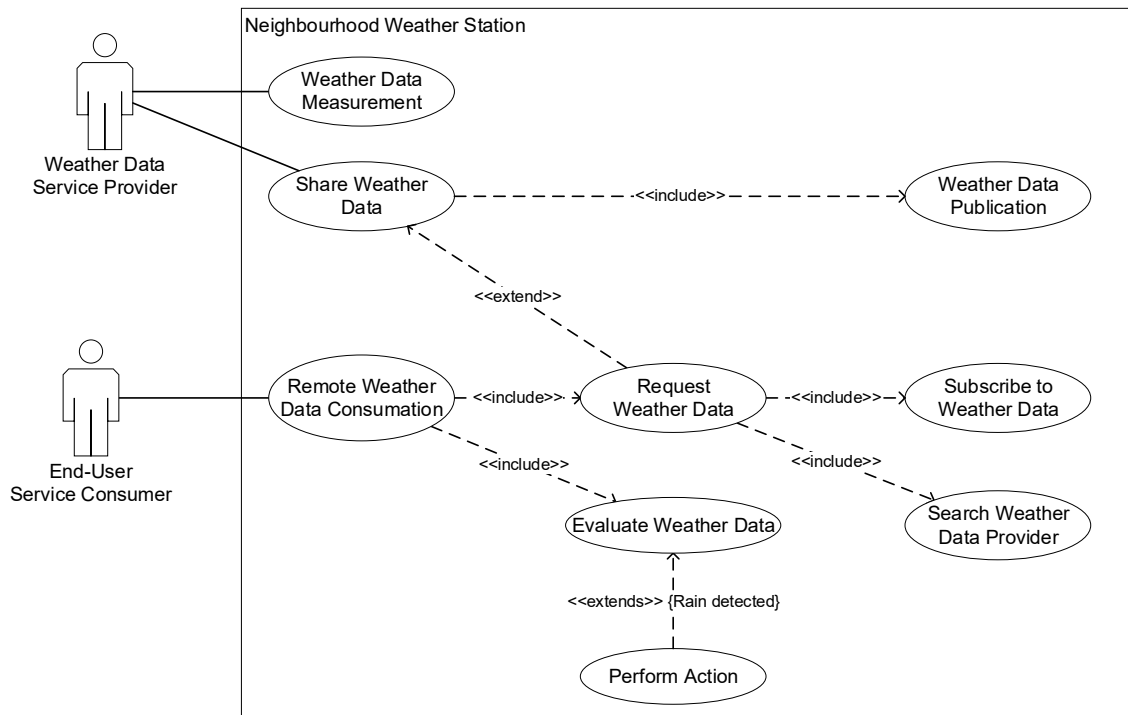 Neighbourhood Weather Station
Weather Data
Measurement
Weather Data
Service Provider
Share Weather
Data
<<include>>
Weather Data
Publication
<<extend>>
Remote Weather
Data Consumation
<<include>>
Request
Weather Data
<<include>>
Subscribe to
Weather Data
End-User
Service Consumer
<<include>>
<<include>>
Evaluate Weather Data
Search Weather
Data Provider
<<extends>> {Rain detected}
Perform Action